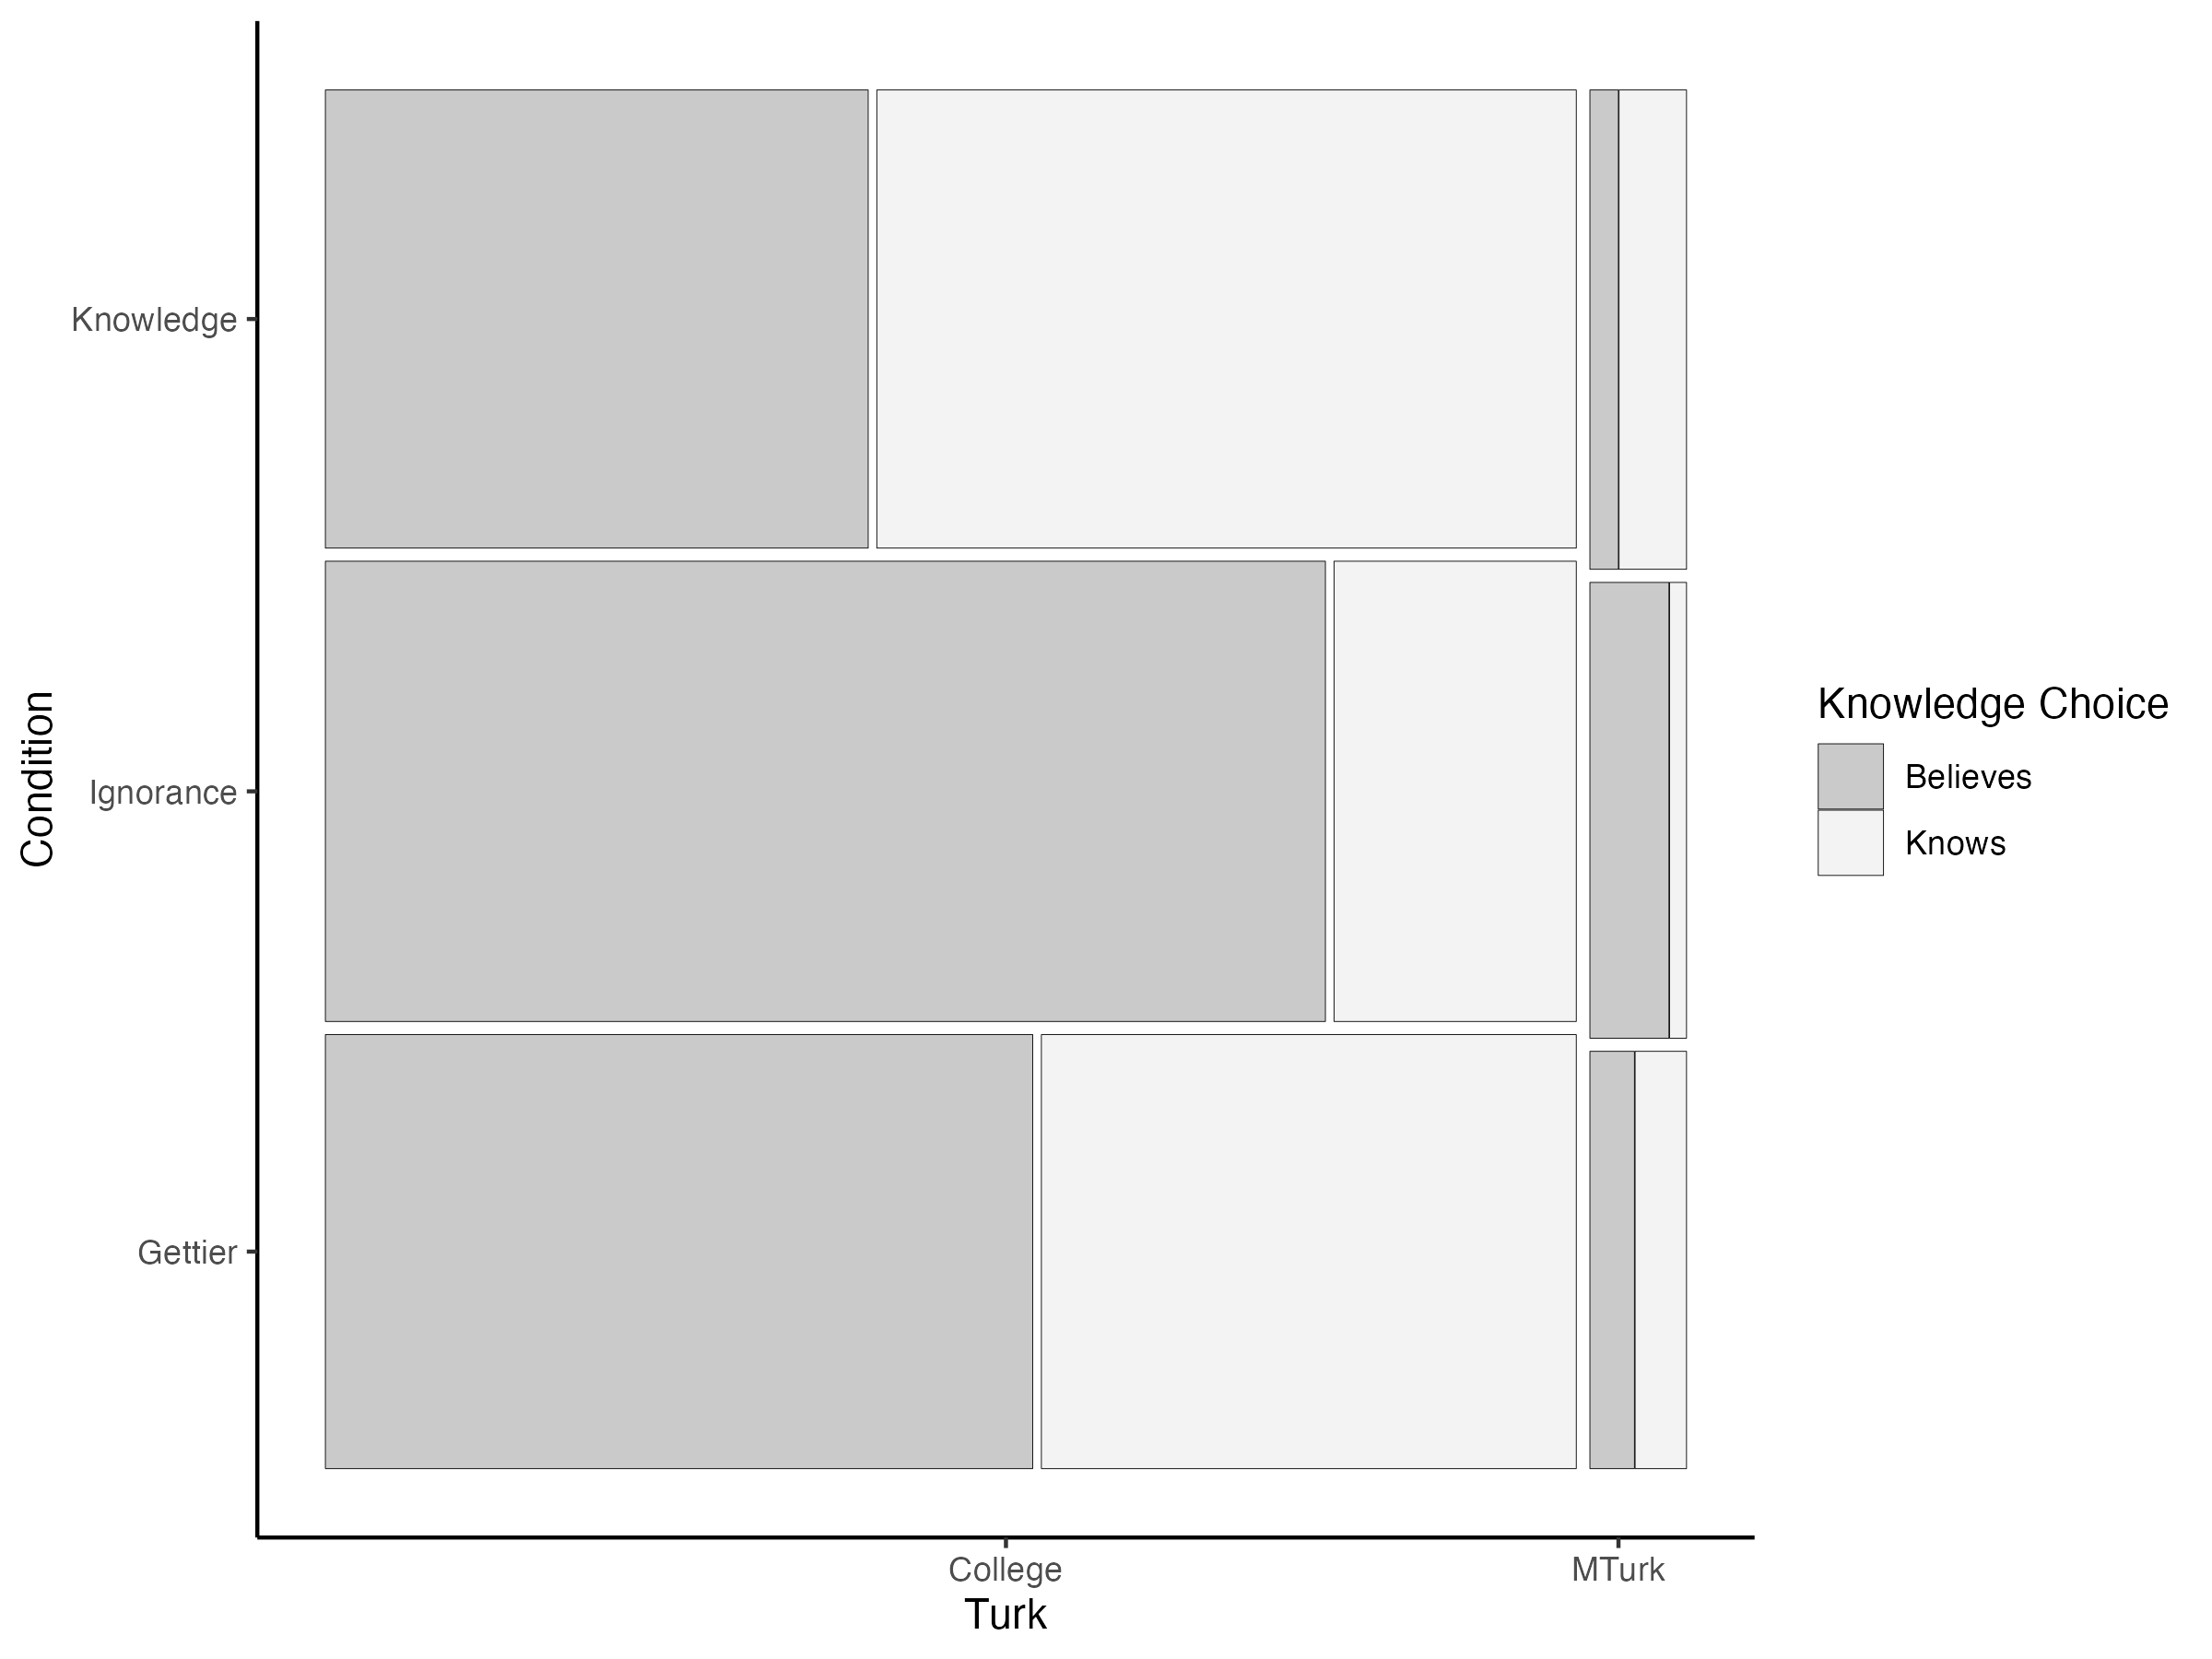 Condition
Knowledge
Ignorance
Gettier
College
MTurk
Turk
Knowledge Choice
Believes
Knows